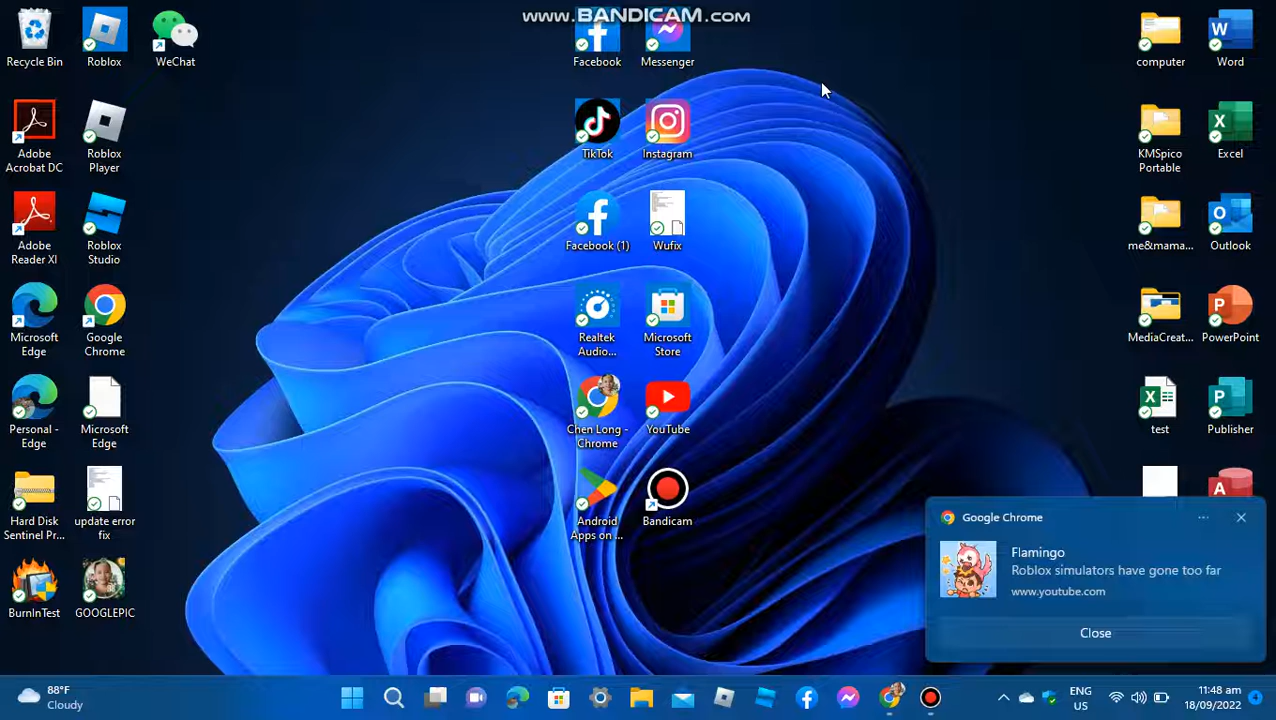 www.BANDICAM.com
Recycle Bin
Roblox
WeChat
Facebook
Messenger
computer
Word
Adobe
Acrobat DC
Roblox
Player
TikTok
Instagram
KMSpico
Portable
Excel
Adobe
Reader XI
Roblox
Studio
Facebook (1)
Wufix
me&mama...
Outlook
Microsoft
Edge
Google
Chrome
Realtek
Audio...
Microsoft
Store
MediaCreat...
PowerPoint
Personal -
Edge
Microsoft
Edge
Chen Long -
Chrome
YouTube
test
Publisher
Hard Disk
Sentinel Pr...
update error
fix
Android
Apps on ...
Bandicam
BurnInTest
GOOGLEPIC
Google Chrome
Flamingo
Roblox simulators have gone too far
www.youtube.com
Close
88°F
Cloudy
ENG
US
11:48 am
18/09/2022
4